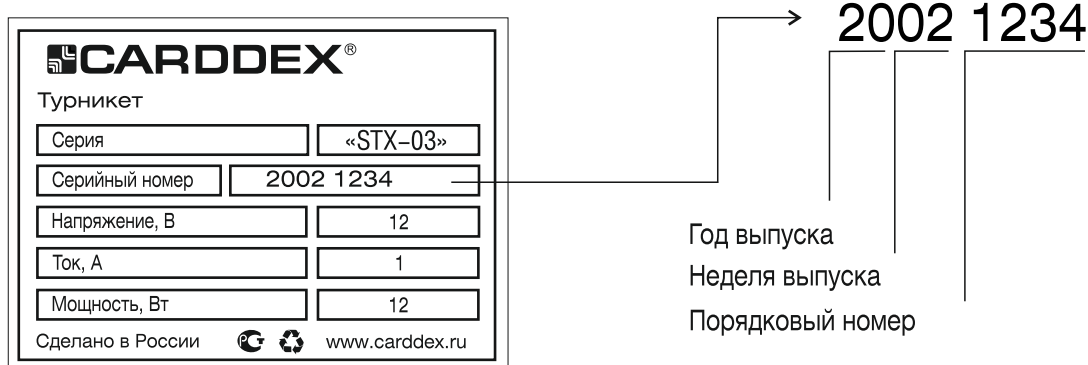 CARDDEX®
Турникет
Серия «STX–03»
Серийный номер 2002 1234
Напряжение, В 12
Ток, А 1
Мощность, Вт 12
Сделано в России РСТ www.carddex.ru
2002 1234
Год выпуска
Неделя выпуска
Порядковый номер